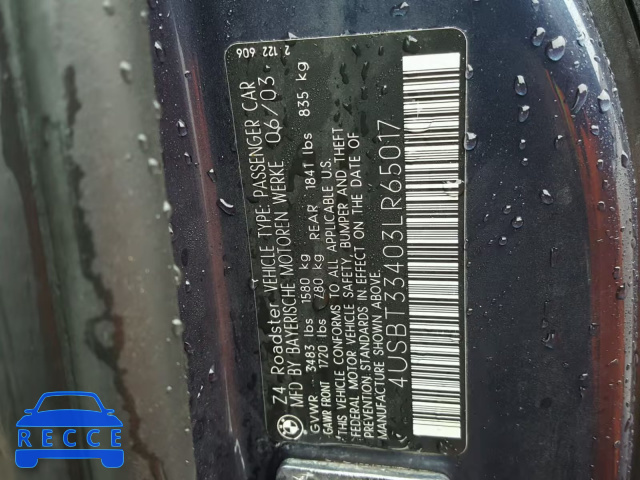 2 122 606
Z4 Roadster VEHICLE TYPE: PASSENGER CAR
MFD BY BAYERISCHE MOTOREN WERKE 06/03
GVWR 3483 lbs 1580 kg REAR 1841 lbs 835 kg
GAWR FRONT 1720 lbs 780 kg
"THIS VEHICLE CONFORMS TO ALL APPLICABLE U.S.
FEDERAL MOTOR VEHICLE SAFETY, BUMPER AND THEFT
PREVENTION STANDARDS IN EFFECT ON THE DATE OF
MANUFACTURE SHOWN ABOVE."
4USBT33403LR65017
RECCE